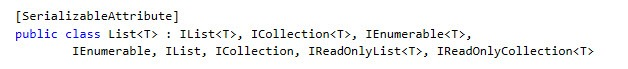 [SerializableAttribute]
public class List<T> : IList<T>, ICollection<T>, IEnumerable<T>,
IEnumerable, IList, ICollection, IReadOnlyList<T>, IReadOnlyCollection<T>